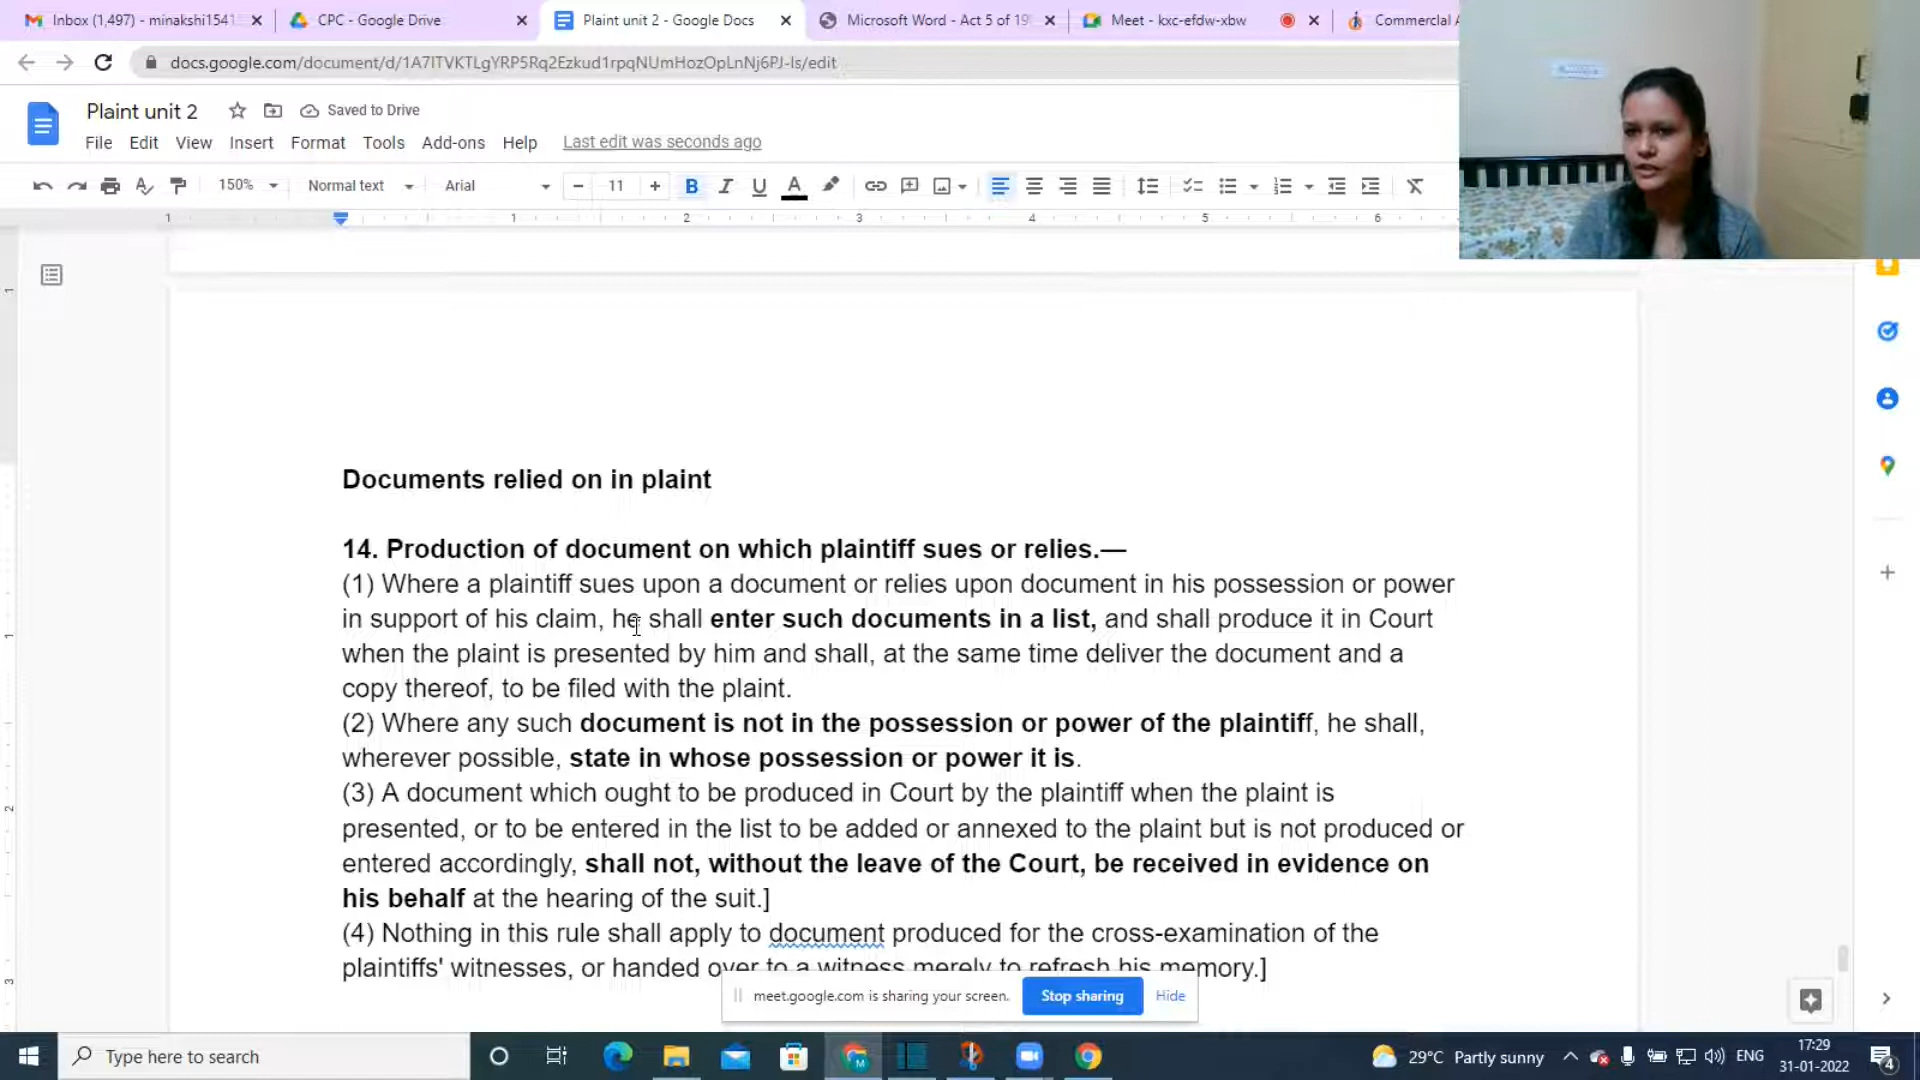 Inbox (1,497) - minakshi1541
CPC - Google Drive
Plaint unit 2 - Google Docs
Microsoft Word - Act 5 of 19
Meet - kxc-efdw-xbw
Commercial A
docs.google.com/document/d/1A7ITVKTLgYRP5Rq2Ezkud1rpqNUmHozOpLnNj6PJ-Is/edit
Plaint unit 2
Saved to Drive
File Edit View Insert Format Tools Add-ons Help Last edit was seconds ago
150% Normal text Arial 11
1 1 2 3 4 5 6
Documents relied on in plaint
14. Production of document on which plaintiff sues or relies.—
(1) Where a plaintiff sues upon a document or relies upon document in his possession or power
in support of his claim, he shall enter such documents in a list, and shall produce it in Court
when the plaint is presented by him and shall, at the same time deliver the document and a
copy thereof, to be filed with the plaint.
(2) Where any such document is not in the possession or power of the plaintiff, he shall,
wherever possible, state in whose possession or power it is.
(3) A document which ought to be produced in Court by the plaintiff when the plaint is
presented, or to be entered in the list to be added or annexed to the plaint but is not produced or
entered accordingly, shall not, without the leave of the Court, be received in evidence on
his behalf at the hearing of the suit.]
(4) Nothing in this rule shall apply to document produced for the cross-examination of the
plaintiffs' witnesses, or handed over to a witness merely to refresh his memory.]
1
1
2
3
meet.google.com is sharing your screen. Stop sharing Hide
Type here to search
29°C Partly sunny
ENG
17:29
31-01-2022
4